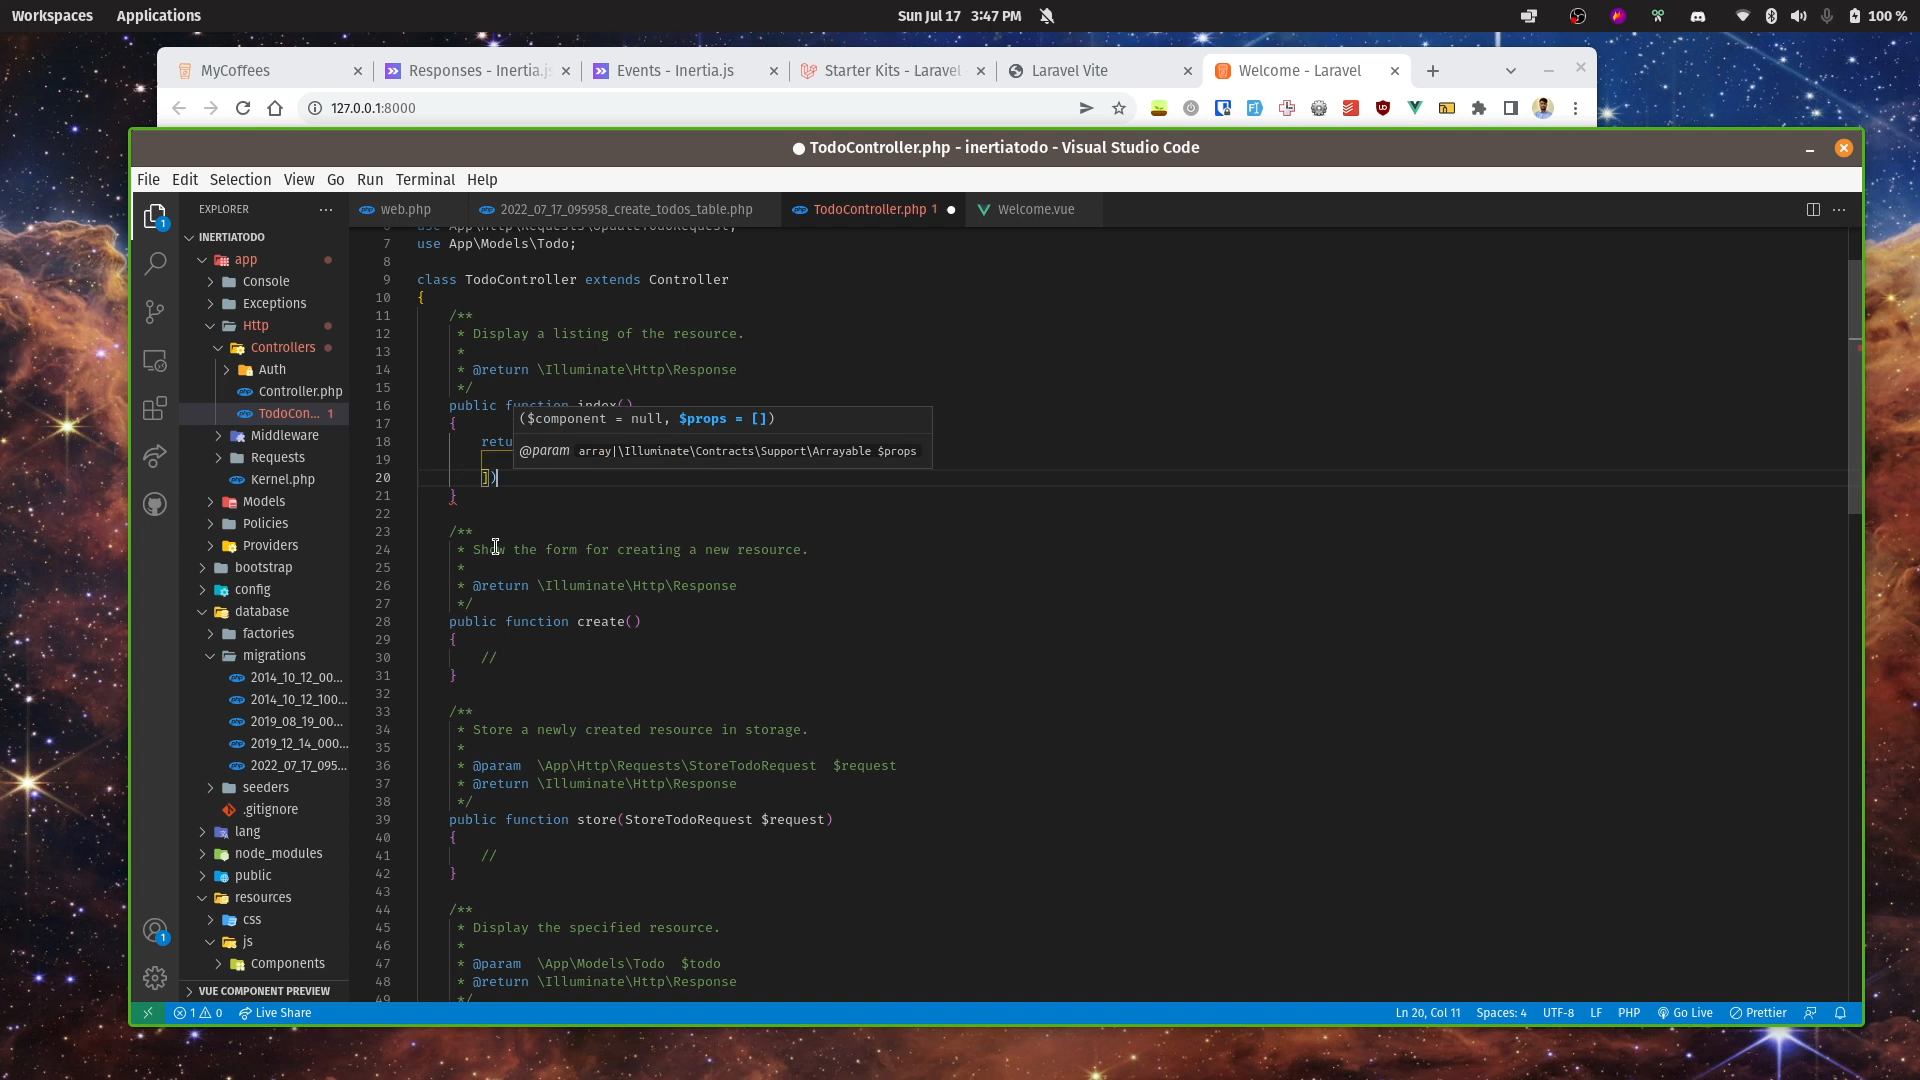 Workspaces Applications Sun Jul 17 3:47 PM 100 %
MyCoffees Responses - Inertia.js Events - Inertia.js Starter Kits - Laravel Laravel Vite Welcome - Laravel
127.0.0.1:8000
TodoController.php - inertiatodo - Visual Studio Code
File Edit Selection View Go Run Terminal Help
EXPLORER
web.php 2022_07_17_095958_create_todos_table.php TodoController.php 1 Welcome.vue
1
INERTIATODO
app
Console
Exceptions
Http
Controllers
Auth
Controller.php
TodoCon... 1
Middleware
Requests
Kernel.php
Models
Policies
Providers
bootstrap
config
database
factories
migrations
2014_10_12_00...
2014_10_12_100...
2019_08_19_00...
2019_12_14_000...
2022_07_17_095...
seeders
.gitignore
lang
node_modules
public
resources
css
js
Components
VUE COMPONENT PREVIEW
1
6 use App\Http\Requests\UpdateTodoRequest;
7 use App\Models\Todo;
8
9 class TodoController extends Controller
10 {
11 /**
12 * Display a listing of the resource.
13 *
14 * @return \Illuminate\Http\Response
15 */
16 public function index()
17 {
18 retu
19
20 ])
21 }
22
23 /**
24 * Show the form for creating a new resource.
25 *
26 * @return \Illuminate\Http\Response
27 */
28 public function create()
29 {
30 //
31 }
32
33 /**
34 * Store a newly created resource in storage.
35 *
36 * @param \App\Http\Requests\StoreTodoRequest $request
37 * @return \Illuminate\Http\Response
38 */
39 public function store(StoreTodoRequest $request)
40 {
41 //
42 }
43
44 /**
45 * Display the specified resource.
46 *
47 * @param \App\Models\Todo $todo
48 * @return \Illuminate\Http\Response
49 */
($component = null, $props = [])
@param array|\Illuminate\Contracts\Support\Arrayable $props
1 0 Live Share Ln 20, Col 11 Spaces: 4 UTF-8 LF PHP Go Live Prettier